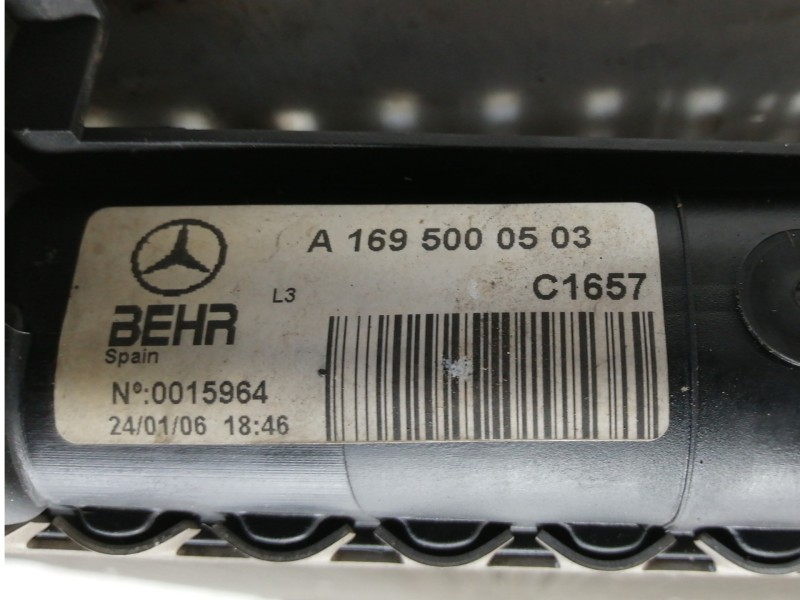 A 169 500 05 03
L3
C1657
BEHR
Spain
Nº:0015964
24/01/06 18:46